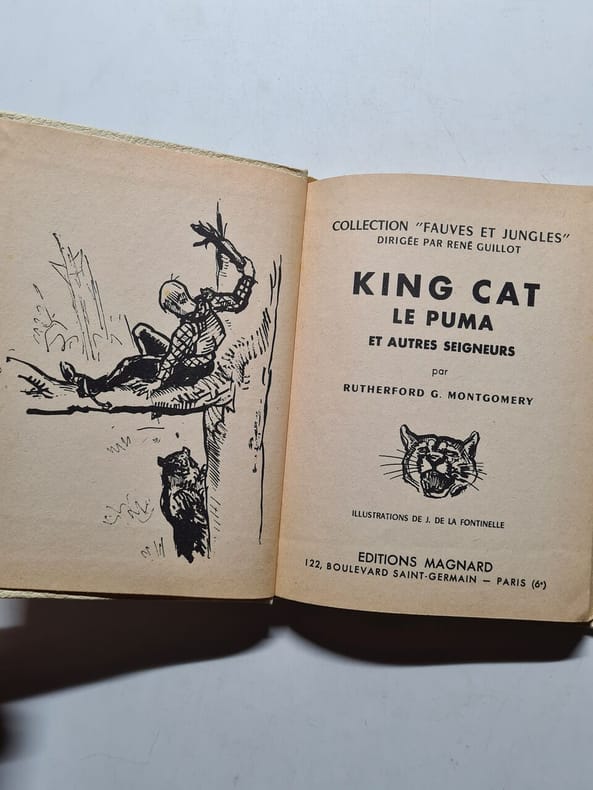 COLLECTION "FAUVES ET JUNGLES"
DIRIGÉE PAR RENÉ GUILLOT
KING CAT
LE PUMA
ET AUTRES SEIGNEURS
par
RUTHERFORD G. MONTGOMERY
ILLUSTRATIONS DE J. DE LA FONTINELLE
EDITIONS MAGNARD
122, BOULEVARD SAINT-GERMAIN — PARIS (6e)